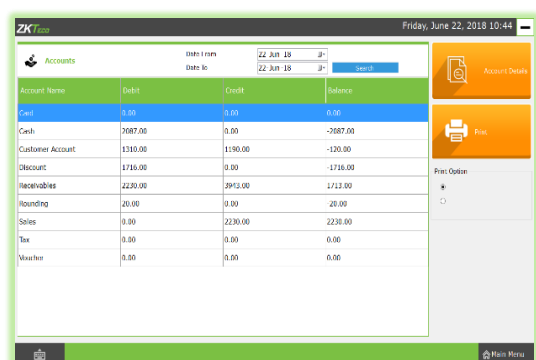 ZKTeco
Friday, June 22, 2018 10:44
Accounts
Date From 22-Jun-18
Date To 22-Jun-18 Search
Account Details
Account Name Debit Credit Balance
Card 0.00 0.00 0.00
Cash 2087.00 0.00 -2087.00
Print
Customer Account 1310.00 1190.00 -120.00
Discount 1716.00 0.00 -1716.00
Print Option
Receivables 2230.00 3943.00 1713.00
Rounding 20.00 0.00 -20.00
Sales 0.00 2230.00 2230.00
Tax 0.00 0.00 0.00
Voucher 0.00 0.00 0.00
Main Menu